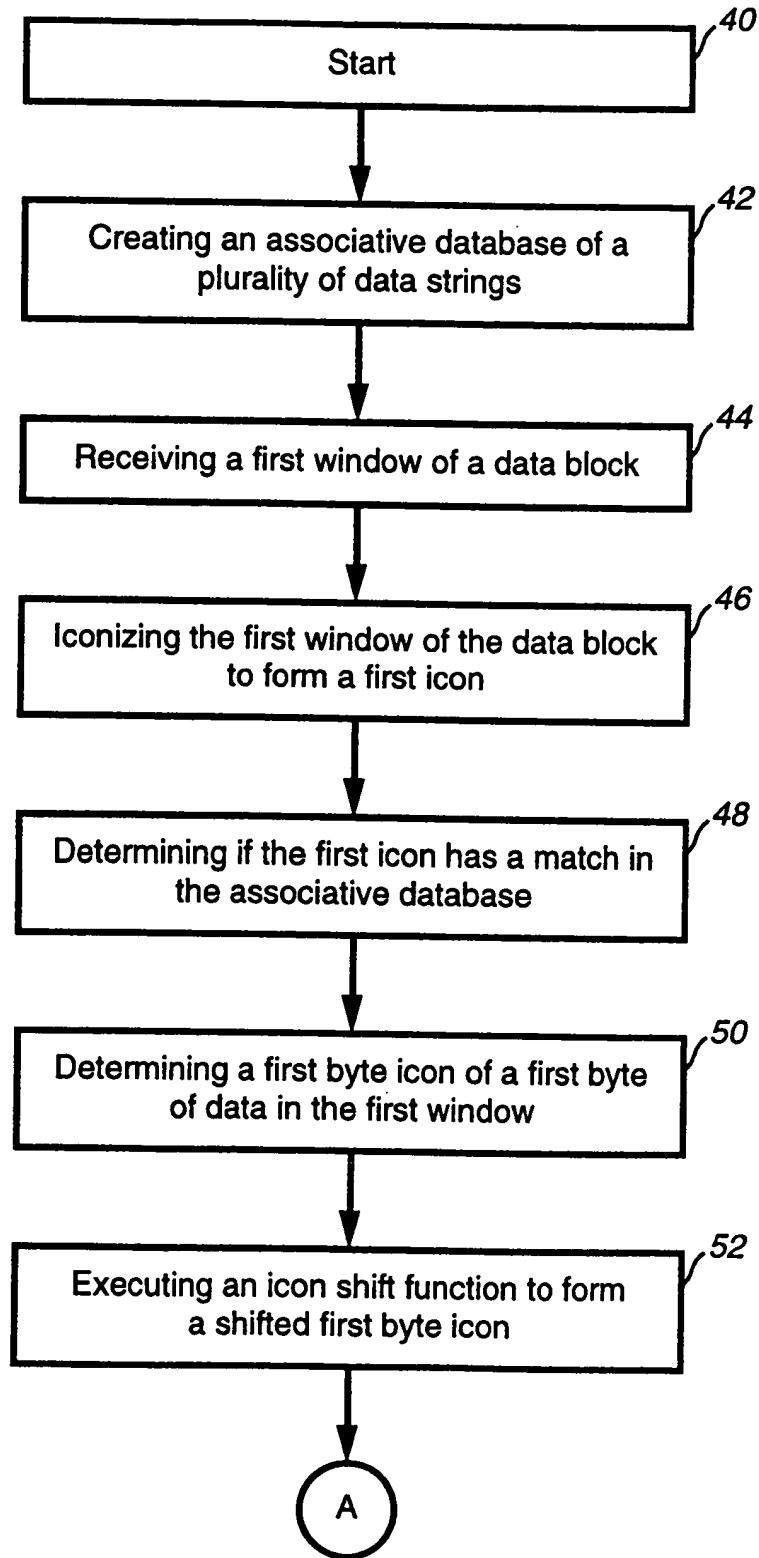 40
Start
42
Creating an associative database of a
plurality of data strings
44
Receiving a first window of a data block
46
Iconizing the first window of the data block
to form a first icon
48
Determining if the first icon has a match in
the associative database
50
Determining a first byte icon of a first byte
of data in the first window
52
Executing an icon shift function to form
a shifted first byte icon
A